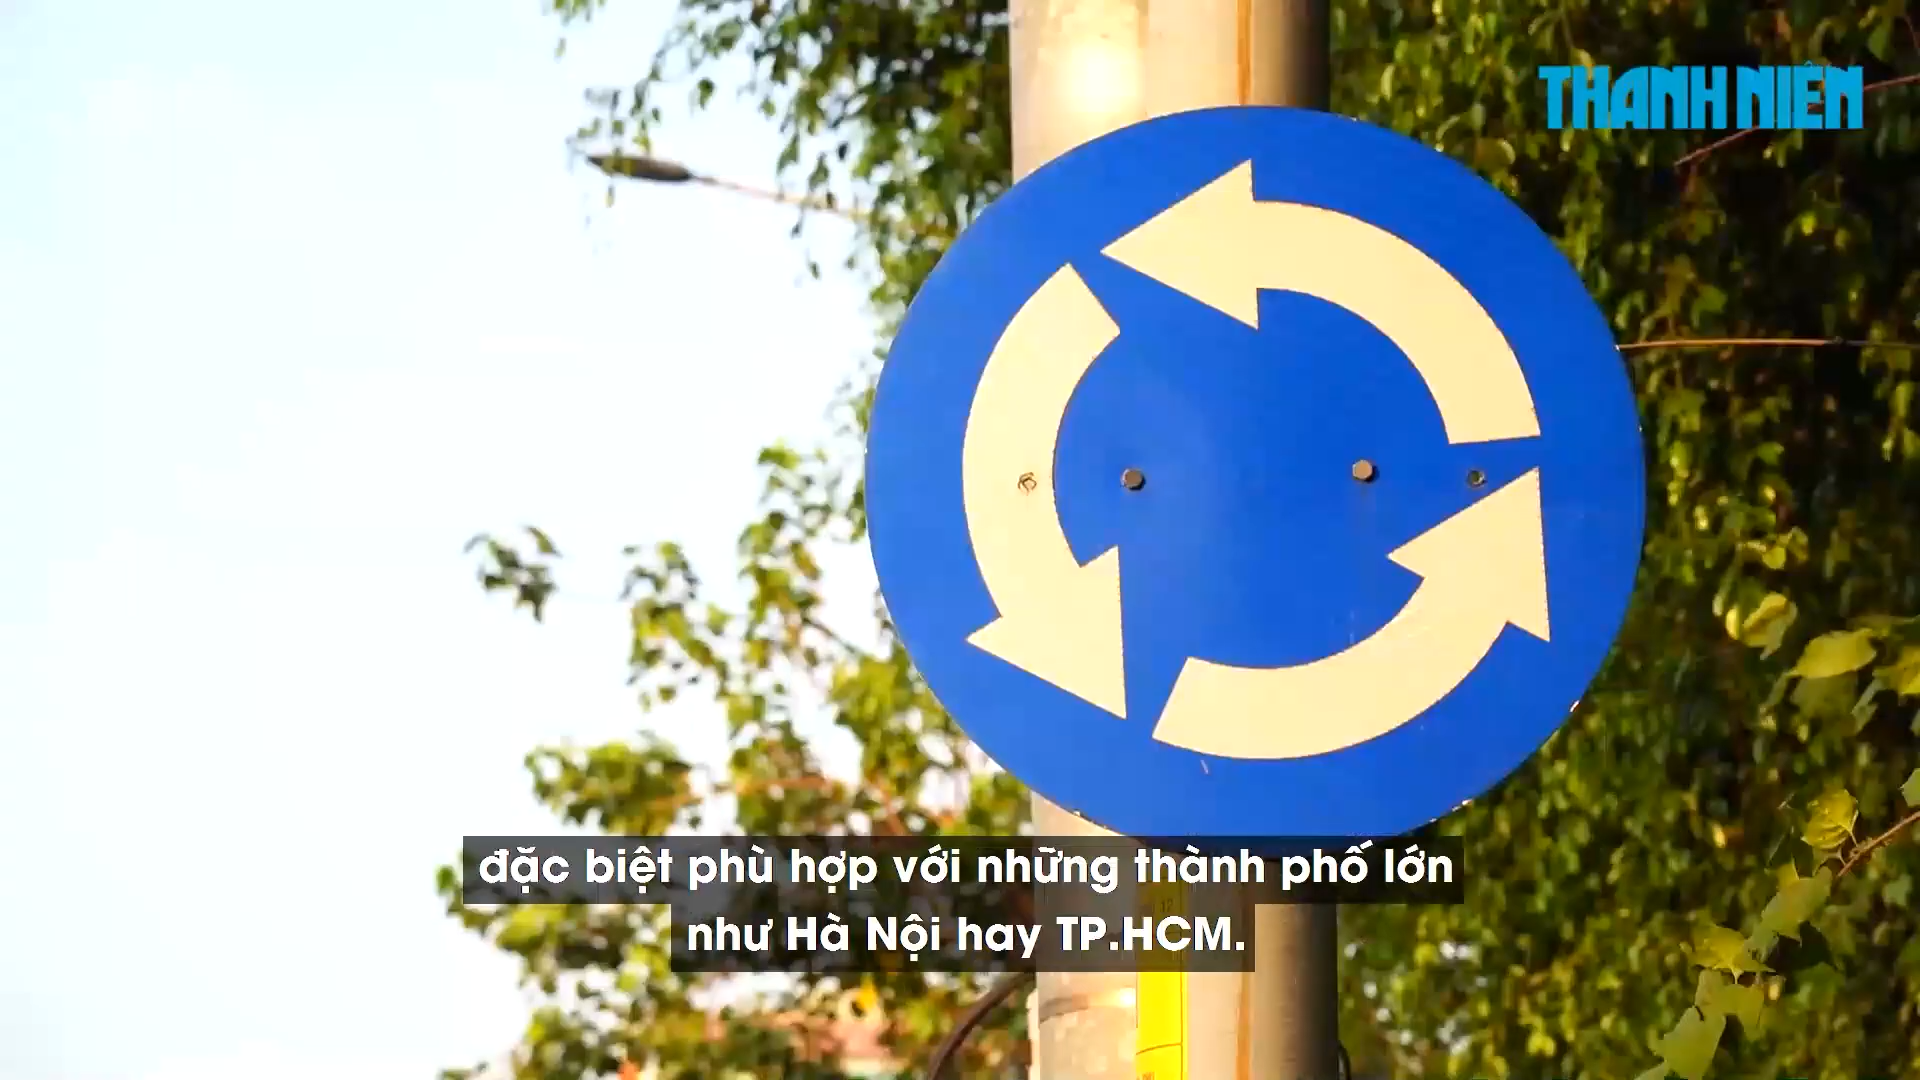 THANH NIÊN
đặc biệt phù hợp với những thành phố lớn
như Hà Nội hay TP.HCM.